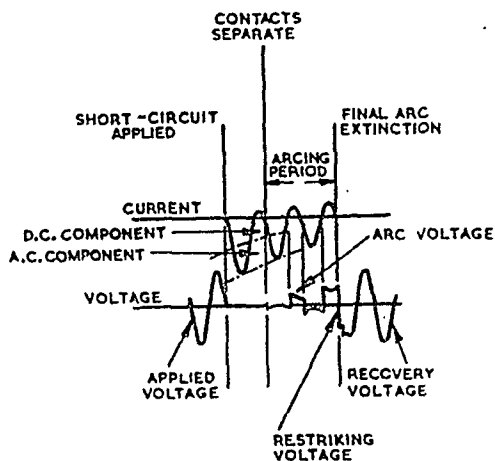 CONTACTS
SEPARATE
SHORT-CIRCUIT
APPLIED
FINAL ARC
EXTINCTION
ARCING
PERIOD
CURRENT
D.C. COMPONENT
A.C. COMPONENT
ARC VOLTAGE
VOLTAGE
APPLIED
VOLTAGE
RECOVERY
VOLTAGE
RESTRIKING
VOLTAGE